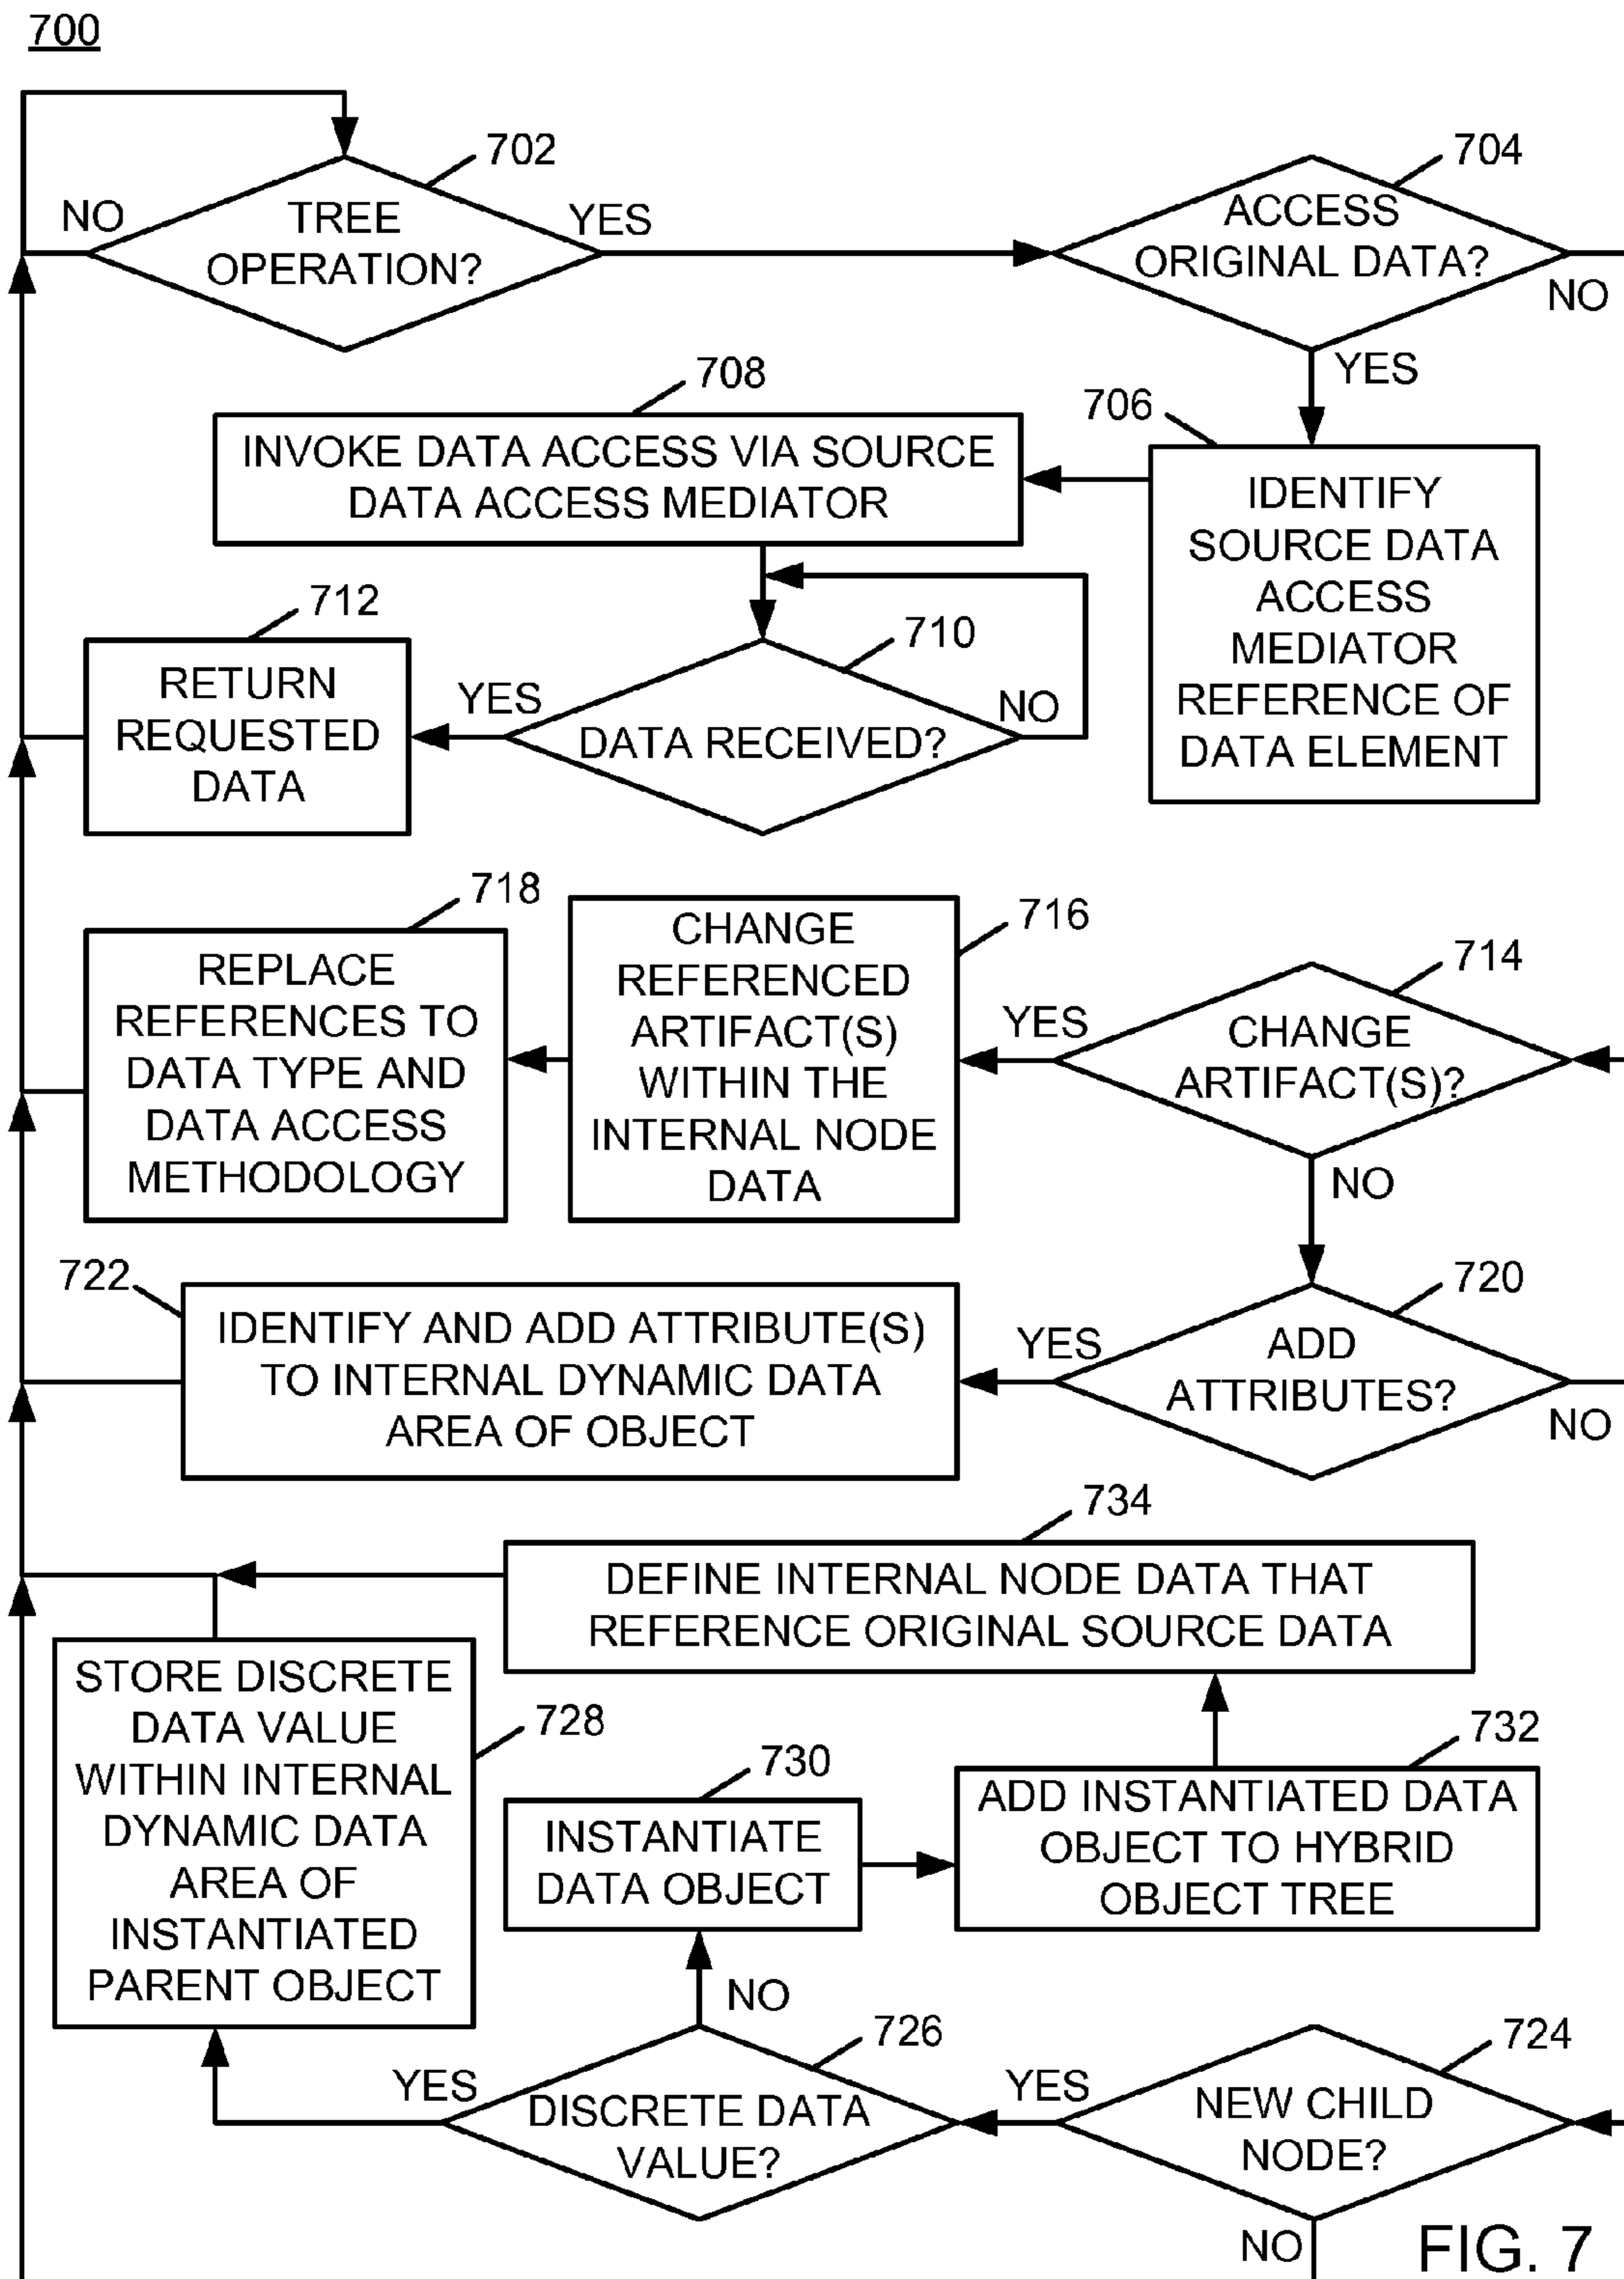 700
702
NO
TREE
OPERATION?
YES
704
ACCESS
ORIGINAL DATA?
NO
YES
708
INVOKE DATA ACCESS VIA SOURCE
DATA ACCESS MEDIATOR
706
IDENTIFY
SOURCE DATA
ACCESS
MEDIATOR
REFERENCE OF
DATA ELEMENT
712
RETURN
REQUESTED
DATA
YES
710
DATA RECEIVED?
NO
718
REPLACE
REFERENCES TO
DATA TYPE AND
DATA ACCESS
METHODOLOGY
716
CHANGE
REFERENCED
ARTIFACT(S)
WITHIN THE
INTERNAL NODE
DATA
YES
714
CHANGE
ARTIFACT(S)?
NO
722
IDENTIFY AND ADD ATTRIBUTE(S)
TO INTERNAL DYNAMIC DATA
AREA OF OBJECT
YES
720
ADD
ATTRIBUTES?
NO
734
DEFINE INTERNAL NODE DATA THAT
REFERENCE ORIGINAL SOURCE DATA
STORE DISCRETE
DATA VALUE
WITHIN INTERNAL
DYNAMIC DATA
AREA OF
INSTANTIATED
PARENT OBJECT
728
730
INSTANTIATE
DATA OBJECT
732
ADD INSTANTIATED DATA
OBJECT TO HYBRID
OBJECT TREE
NO
726
YES
DISCRETE DATA
VALUE?
YES
724
NEW CHILD
NODE?
NO
FIG. 7